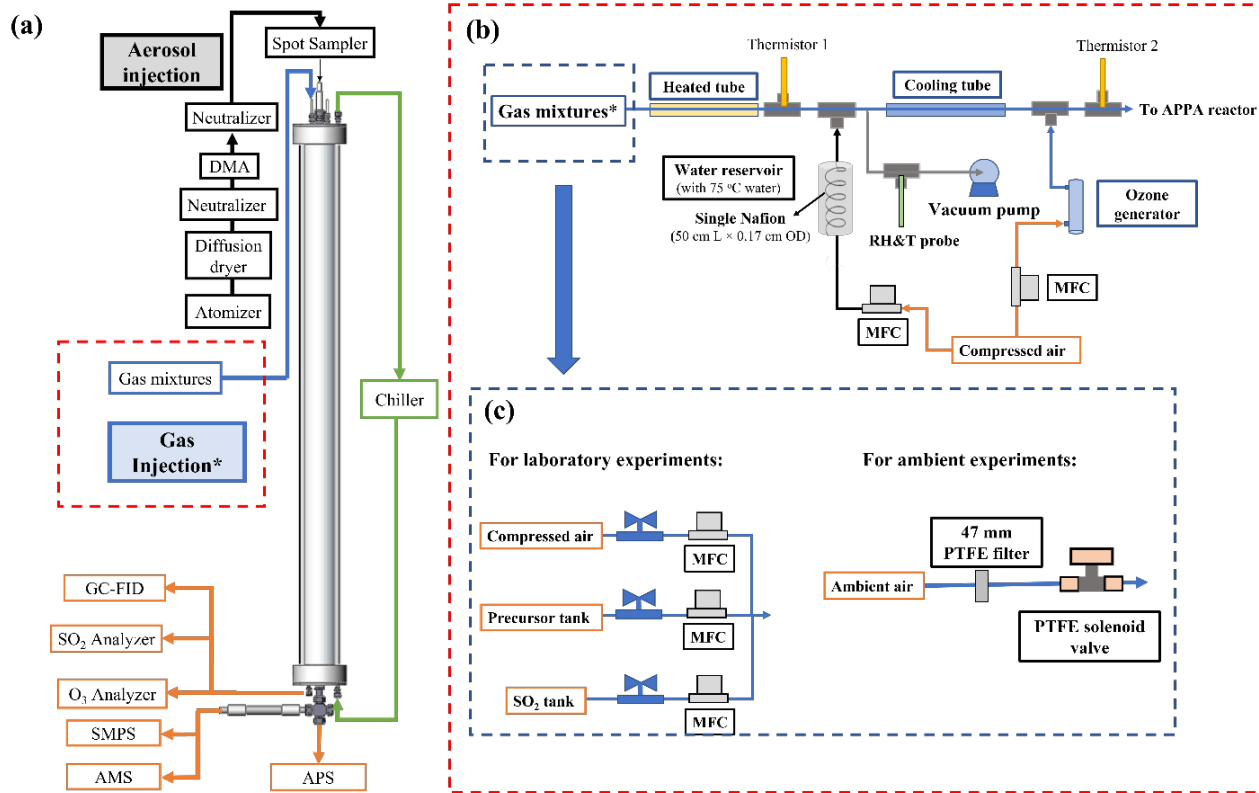 (a)
Aerosol
injection
Spot Sampler
Neutralizer
DMA
Neutralizer
Diffusion
dryer
Atomizer
Gas mixtures
Gas
Injection*
Chiller
GC-FID
SO₂ Analyzer
O₃ Analyzer
SMPS
AMS
APS
(b)
Thermistor 1
Thermistor 2
Heated tube
Cooling tube
Gas mixtures*
To APPA reactor
Water reservoir
(with 75 °C water)
Single Nafion
(50 cm L × 0.17 cm OD)
RH&T probe
Vacuum pump
Ozone
generator
MFC
MFC
Compressed air
(c)
For laboratory experiments:
Compressed air
MFC
Precursor tank
MFC
SO₂ tank
MFC
For ambient experiments:
47 mm
PTFE filter
Ambient air
PTFE solenoid
valve